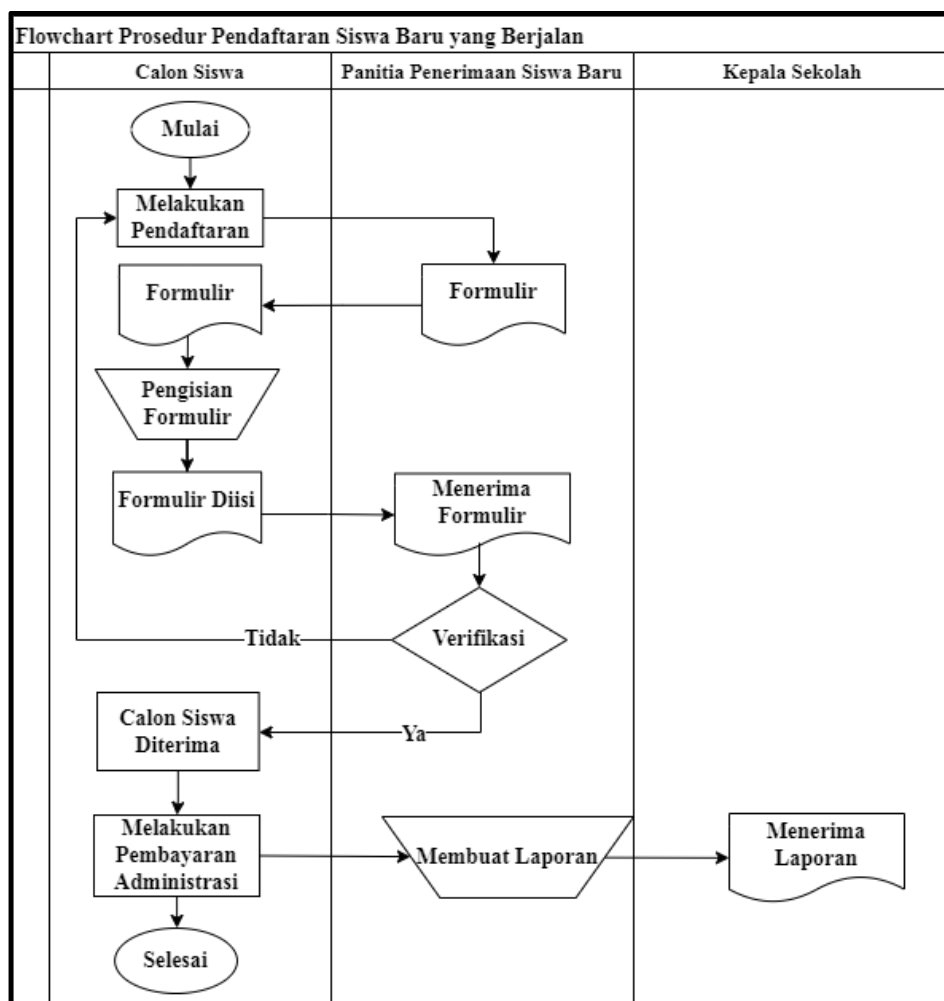 Flowchart Prosedur Pendaftaran Siswa Baru yang Berjalan
Calon Siswa
Panitia Penerimaan Siswa Baru
Kepala Sekolah
Mulai
Melakukan
Pendaftaran
Formulir
Formulir
Pengisian
Formulir
Formulir Diisi
Menerima
Formulir
Verifikasi
Tidak
Ya
Calon Siswa
Diterima
Melakukan
Pembayaran
Administrasi
Membuat Laporan
Menerima
Laporan
Selesai